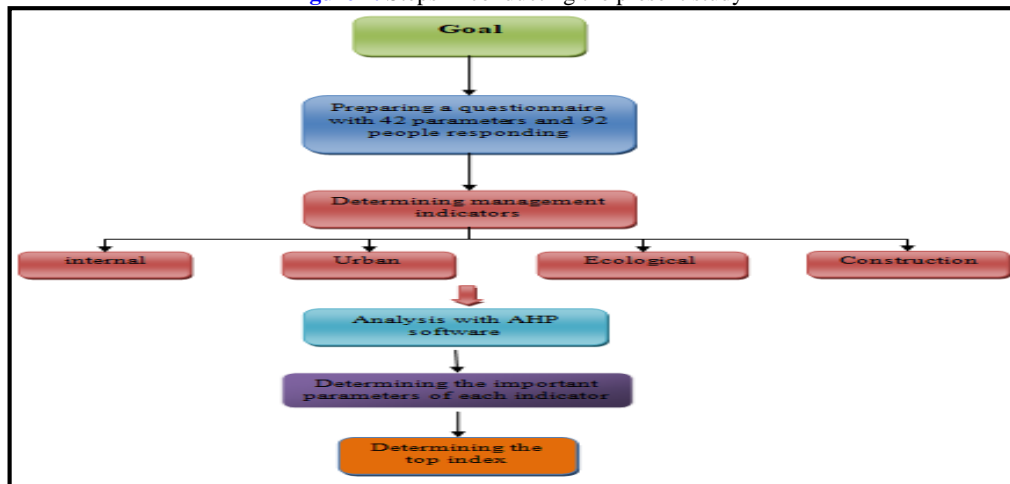 Goal
Preparing a questionnaire
with 42 parameters and 92
people responding
Determining management
indicators
internal
Urban
Ecological
Construction
Analysis with AHP
software
Determining the important
parameters of each indicator
Determining the
top index